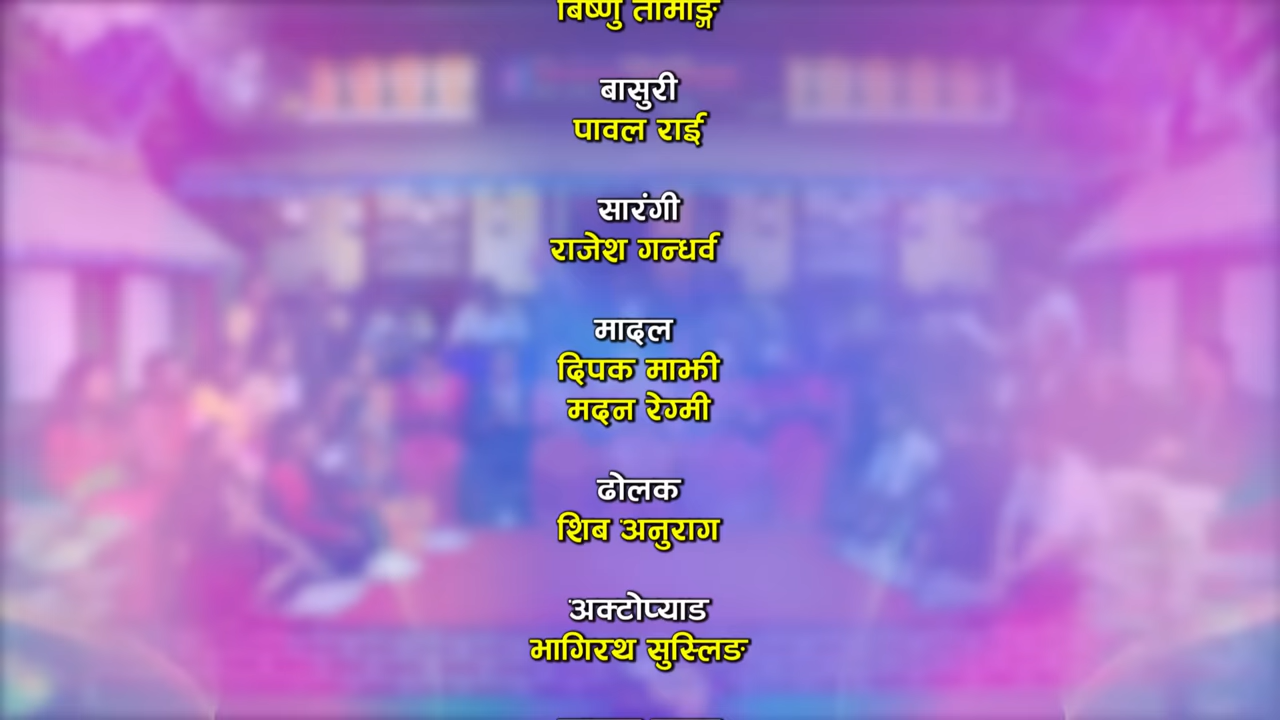 बिष्णु तामाङ्ग
बासुरी
पावल राई
सारंगी
राजेश गन्धर्व
मादल
दिपक माझी
मदन रेग्मी
ढोलक
शिब अनुराग
अक्टोप्याड
भागिरथ सुस्लिङ